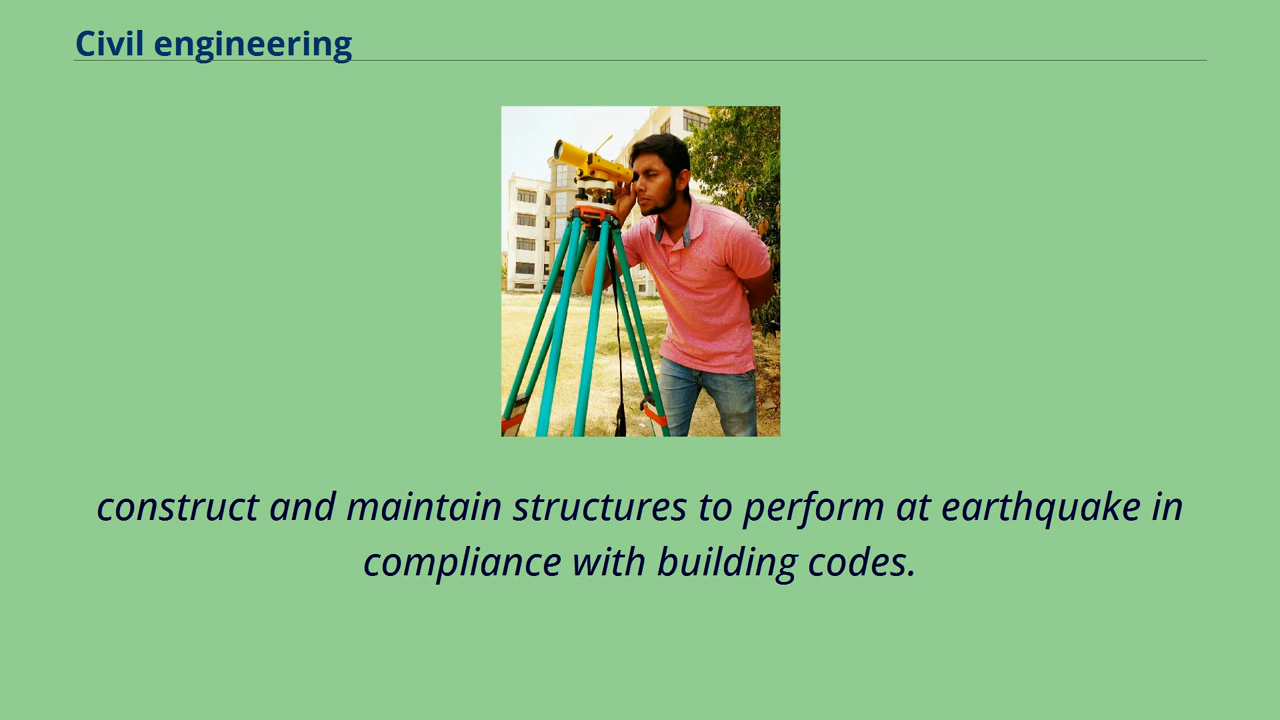 Civil engineering
construct and maintain structures to perform at earthquake in
compliance with building codes.